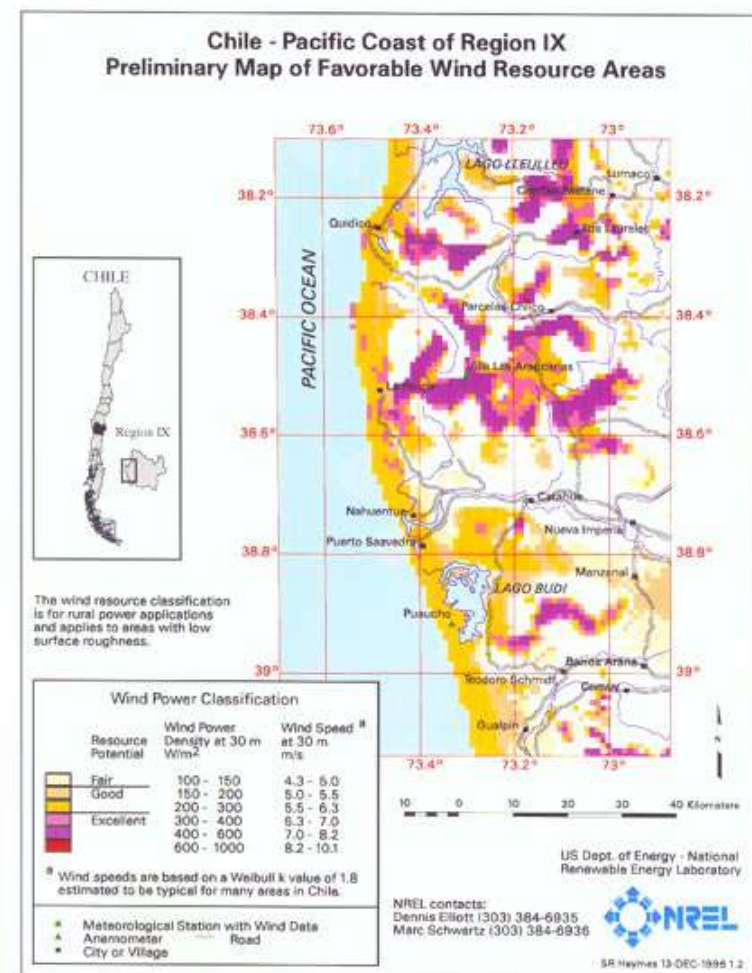 Chile - Pacific Coast of Region IX
Preliminary Map of Favorable Wind Resource Areas
73.6° 73.4° 73.2° 73°
LAGO LLEULLEU
Lumaco
38.2° 38.2°
Quidico
PACIFIC OCEAN
CHILE
Region IX
38.4° 38.4°
Parcelas Chilco
Villa Las Araucarias
38.6° 38.6°
Carahue
Nahuentue
Nueva Imperial
Puerto Saavedra
38.8° 38.8°
Manzanal
LAGO BUDI
Puaucho
The wind resource classification
is for rural power applications
and applies to areas with low
surface roughness.
39° 39°
Barros Arana
Teodoro Schmidt
Gualpin
73.4° 73.2° 73°
Wind Power Classification
Resource Potential
Wind Power Density at 30 m W/m2
Wind Speed a at 30 m m/s
Fair 100 - 150 4.3 - 5.0
Good 150 - 200 5.0 - 5.5
200 - 300 5.5 - 6.3
Excellent 300 - 400 6.3 - 7.0
400 - 600 7.0 - 8.2
600 - 1000 8.2 - 10.1
a Wind speeds are based on a Weibull k value of 1.8
estimated to be typical for many areas in Chile.
Meteorological Station with Wind Data
Anemometer Road
City or Village
10 0 10 20 30 40 Kilometers
US Dept. of Energy - National
Renewable Energy Laboratory
NREL contacts:
Dennis Elliott (303) 384-6935
Marc Schwartz (303) 384-6936
NREL
SR Haymes 13-DEC-1996 1.2